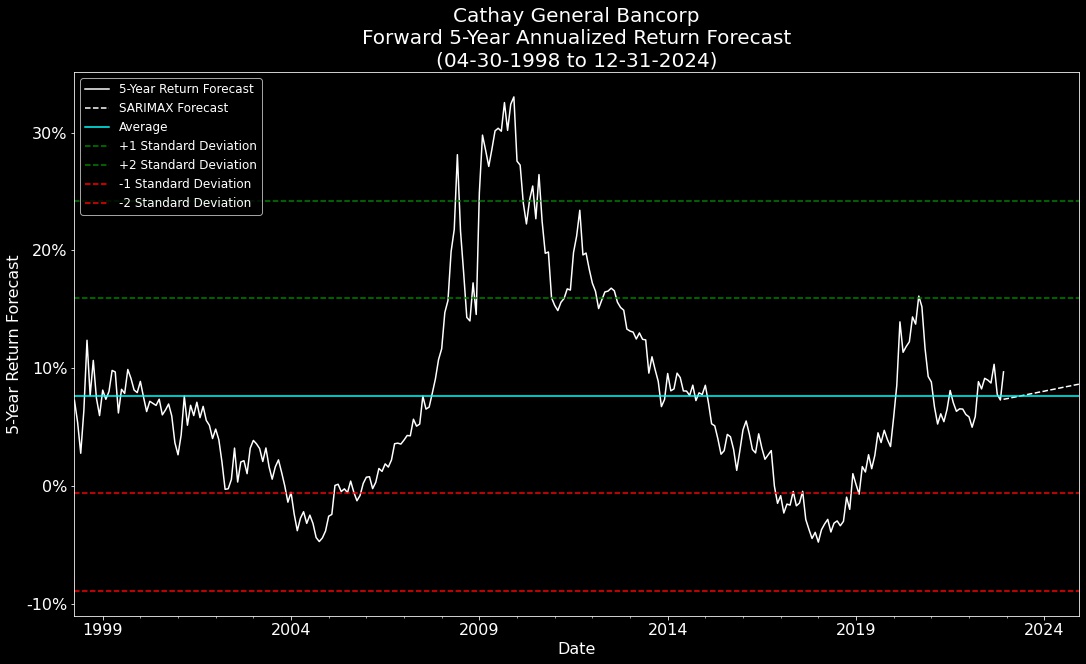 Cathay General Bancorp
Forward 5-Year Annualized Return Forecast
(04-30-1998 to 12-31-2024)
5-Year Return Forecast
SARIMAX Forecast
Average
+1 Standard Deviation
+2 Standard Deviation
-1 Standard Deviation
-2 Standard Deviation
30%
20%
10%
0%
-10%
5-Year Return Forecast
1999
2004
2009
2014
2019
2024
Date